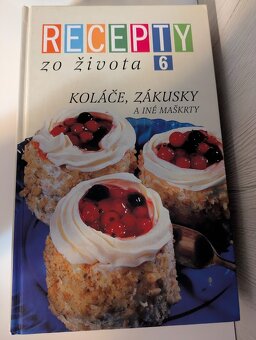 RECEPTY
zo života 6
KOLÁČE, ZÁKUSKY
A INÉ MAŠKRTY